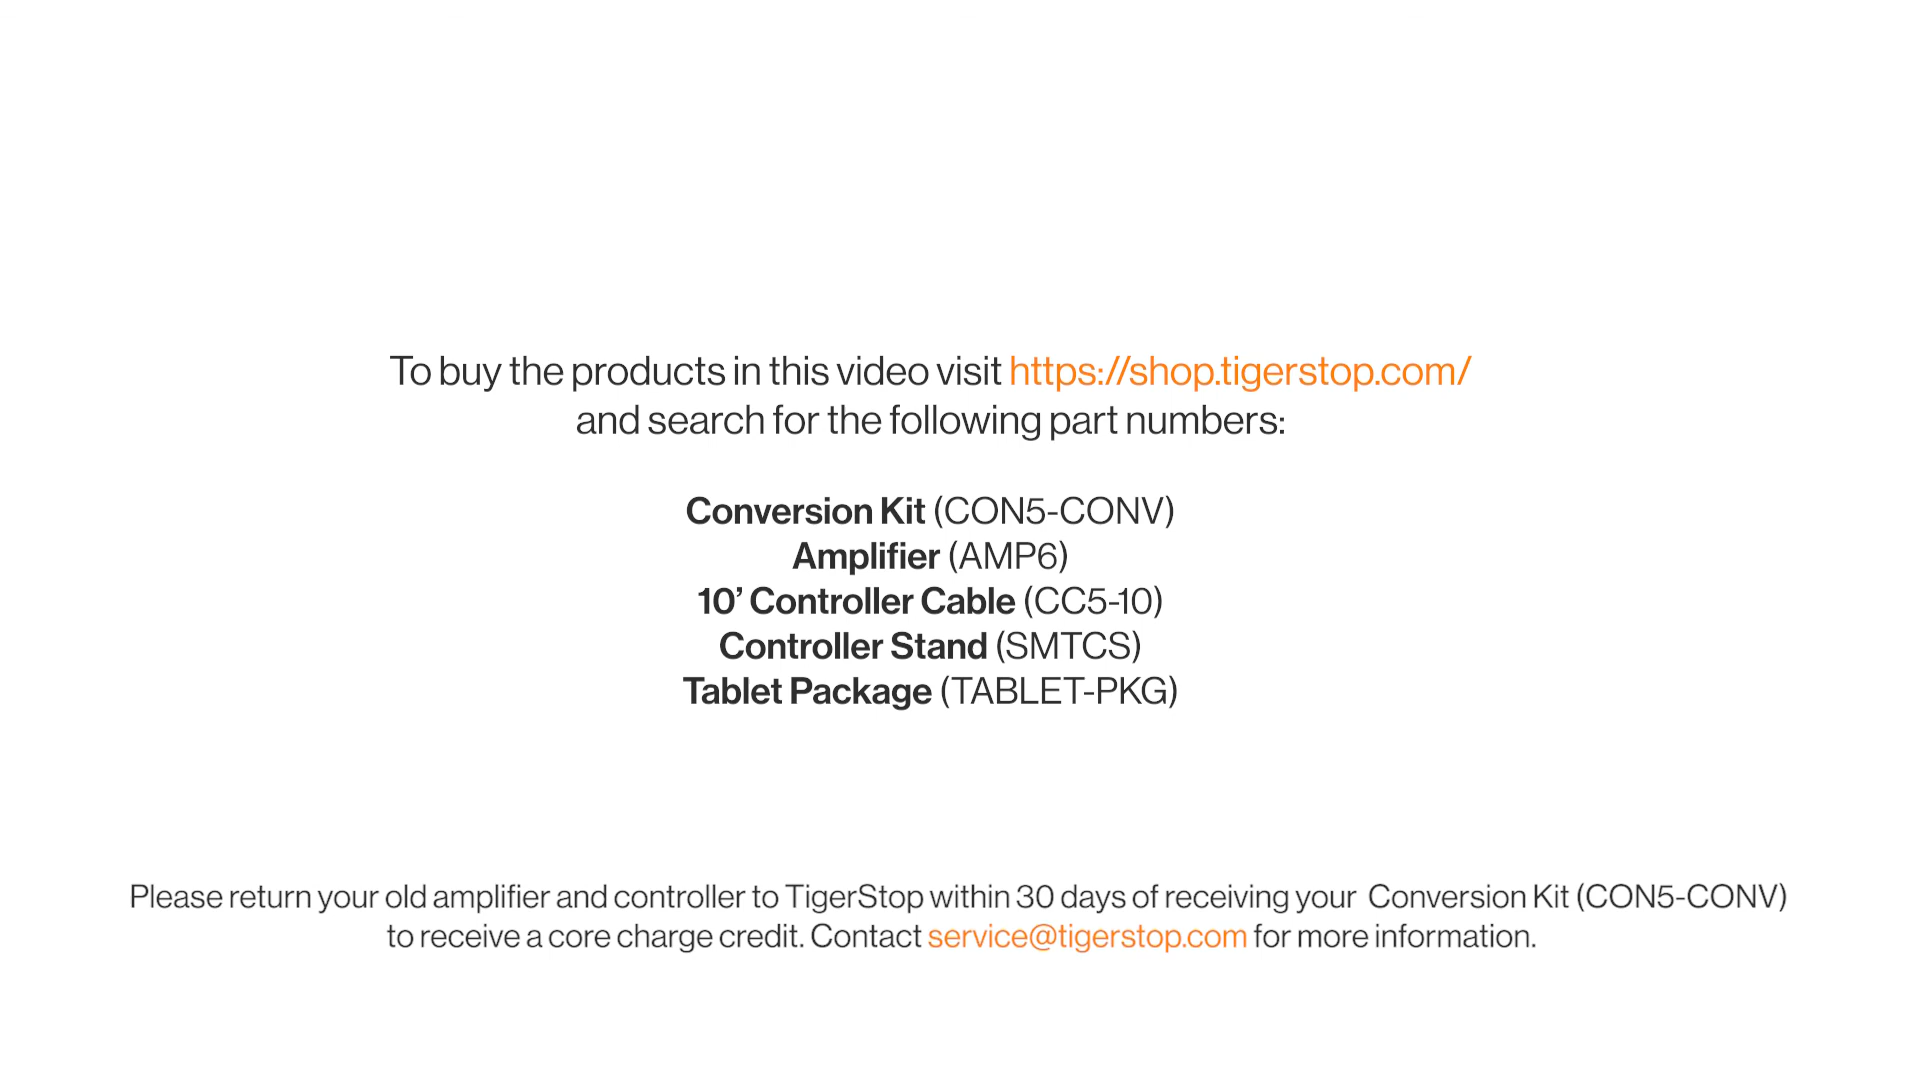 To buy the products in this video visit https://shop.tigerstop.com/
and search for the following part numbers:
Conversion Kit (CON5-CONV)
Amplifier (AMP6)
10’ Controller Cable (CC5-10)
Controller Stand (SMTCS)
Tablet Package (TABLET-PKG)
Please return your old amplifier and controller to TigerStop within 30 days of receiving your  Conversion Kit (CON5-CONV)
to receive a core charge credit. Contact service@tigerstop.com for more information.